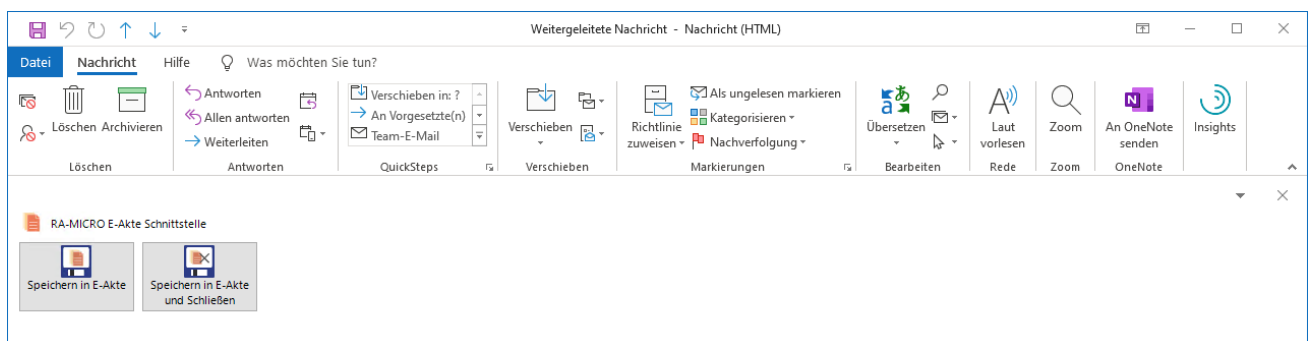 Weitergeleitete Nachricht - Nachricht (HTML)
Datei Nachricht Hilfe Was möchten Sie tun?
Löschen Archivieren
Löschen
Antworten
Allen antworten
Weiterleiten
Antworten
Verschieben in: ?
An Vorgesetzte(n)
Team-E-Mail
QuickSteps
Verschieben
Verschieben
Richtlinie
zuweisen
Als ungelesen markieren
Kategorisieren
Nachverfolgung
Markierungen
Übersetzen
Bearbeiten
Laut
vorlesen
Rede
Zoom
Zoom
An OneNote
senden
OneNote
Insights
RA-MICRO E-Akte Schnittstelle
Speichern in E-Akte
Speichern in E-Akte
und Schließen